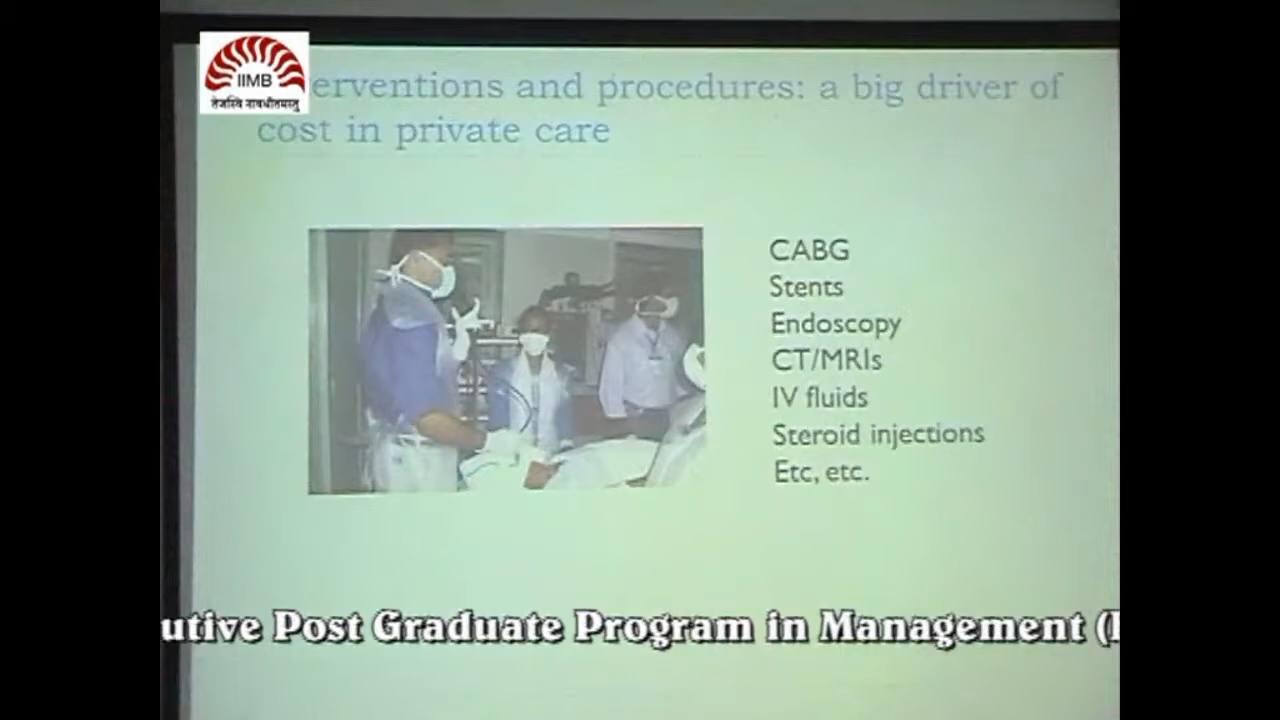 IIMB
तेजस्वि नावधीतमस्तु
erventions and procedures: a big driver of
cost in private care
CABG
Stents
Endoscopy
CT/MRIs
IV fluids
Steroid injections
Etc, etc.
utive Post Graduate Program in Management (